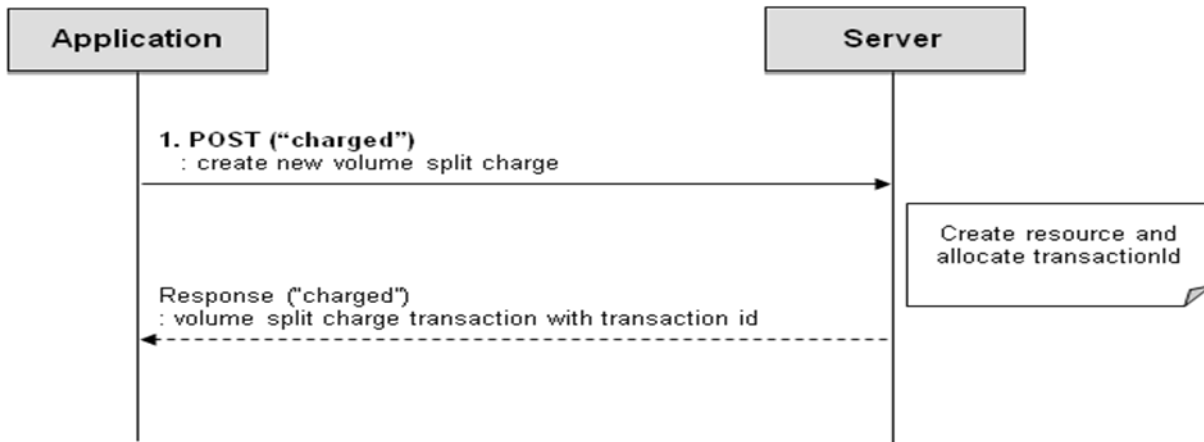 Application
Server
1. POST (“charged”)
: create new volume split charge
Create resource and
allocate transactionId
Response ("charged")
: volume split charge transaction with transaction id